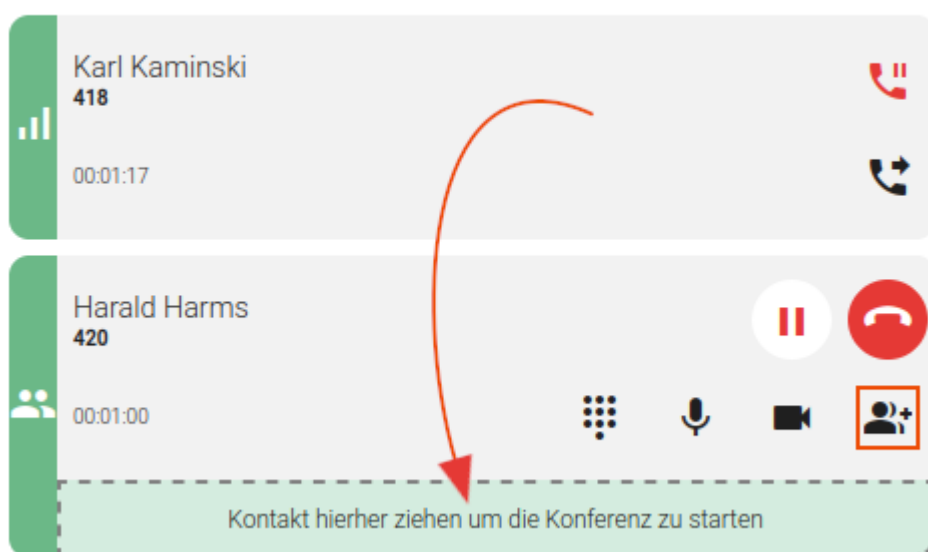 Karl Kaminski
418
00:01:17
Harald Harms
420
00:01:00
Kontakt hierher ziehen um die Konferenz zu starten